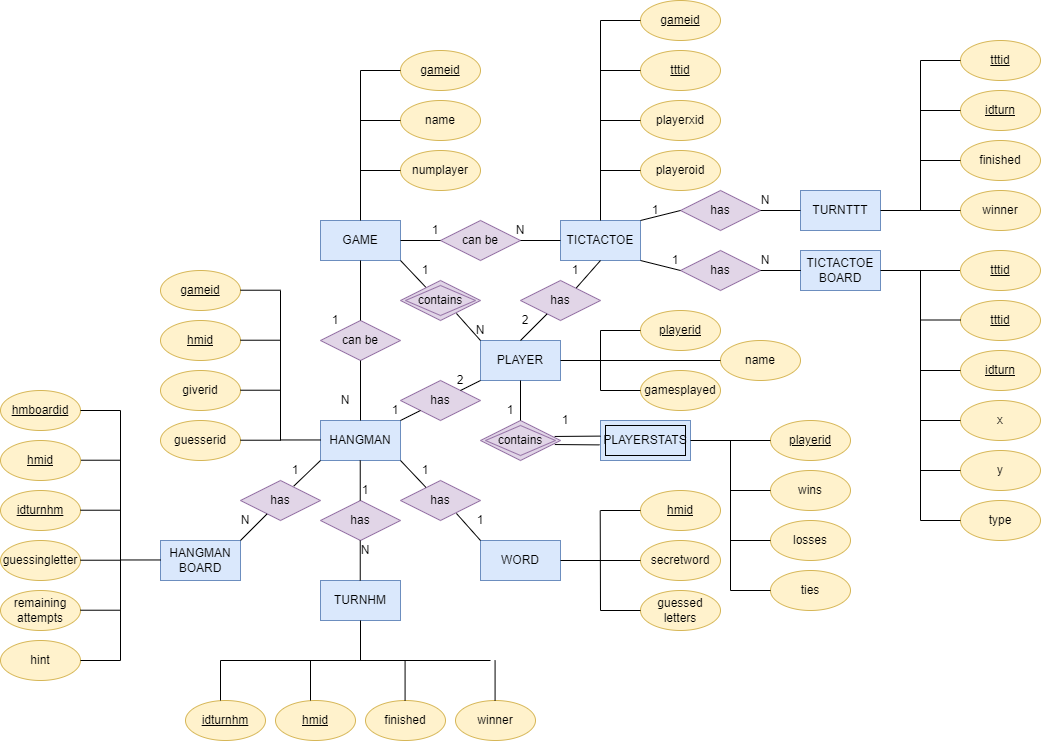 gameid
gameid
name
numplayer
tttid
playerxid
playeroid
tttid
idturn
finished
winner
GAME
1
can be
N
TICTACTOE
1
has
N
TURNTTT
1
has
N
TICTACTOE
BOARD
tttid
tttid
idturn
x
y
type
1
contains
N
1
has
2
1
can be
N
gameid
hmid
giverid
guesserid
PLAYER
playerid
name
gamesplayed
2
has
1
1
contains
1
PLAYERSTATS
playerid
wins
losses
ties
HANGMAN
hmboardid
hmid
idturnhm
guessingletter
remaining
attempts
hint
1
has
N
HANGMAN
BOARD
1
has
N
TURNHM
1
has
1
WORD
hmid
secretword
guessed
letters
idturnhm
hmid
finished
winner